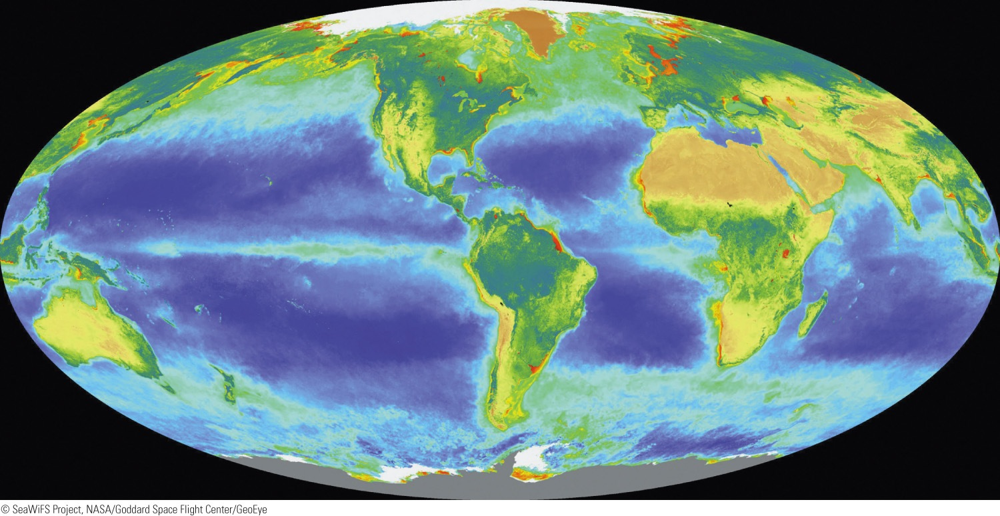 © SeaWiFS Project, NASA/Goddard Space Flight Center/GeoEye